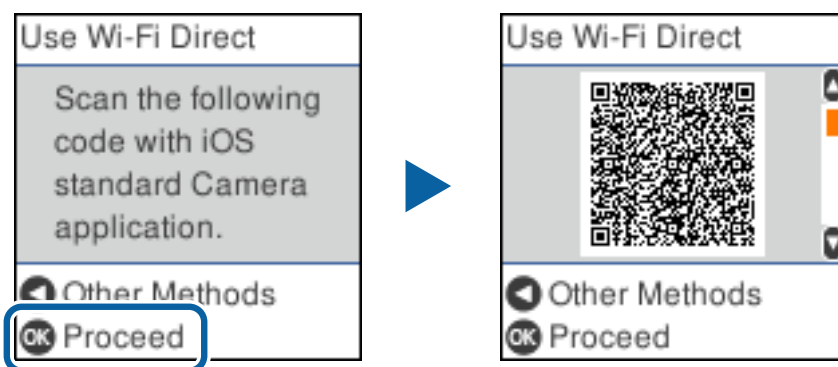 Use Wi-Fi Direct
Scan the following
code with iOS
standard Camera
application.
Other Methods
OK Proceed
Use Wi-Fi Direct
Other Methods
OK Proceed